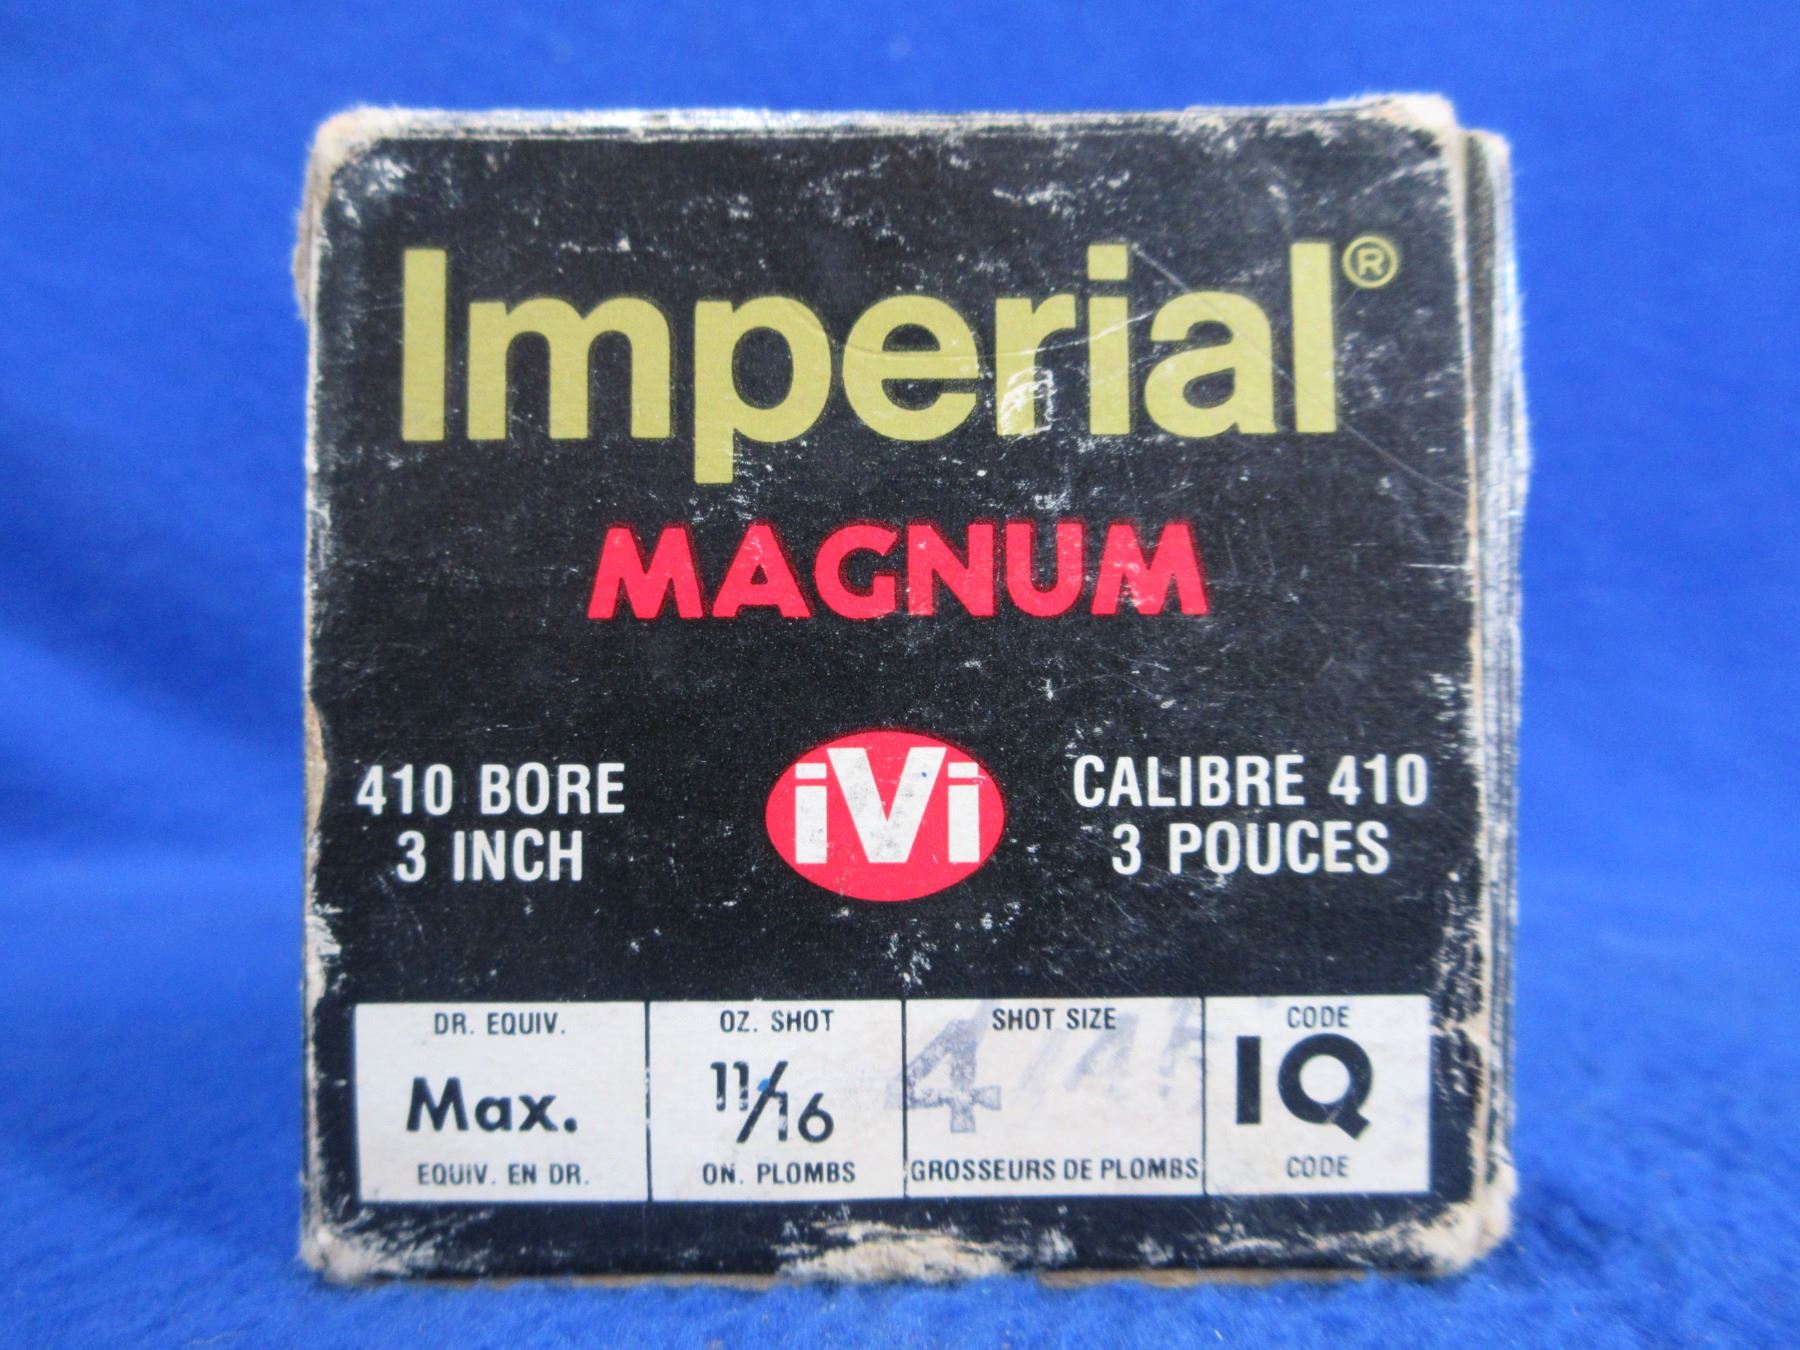 Imperial®
MAGNUM
410 BORE
3 INCH
iVi
CALIBRE 410
3 POUCES
DR. EQUIV.
Max.
EQUIV. EN DR.
OZ. SHOT
11/16
ON. PLOMBS
SHOT SIZE
4
GROSSEURS DE PLOMBS
CODE
IQ
CODE